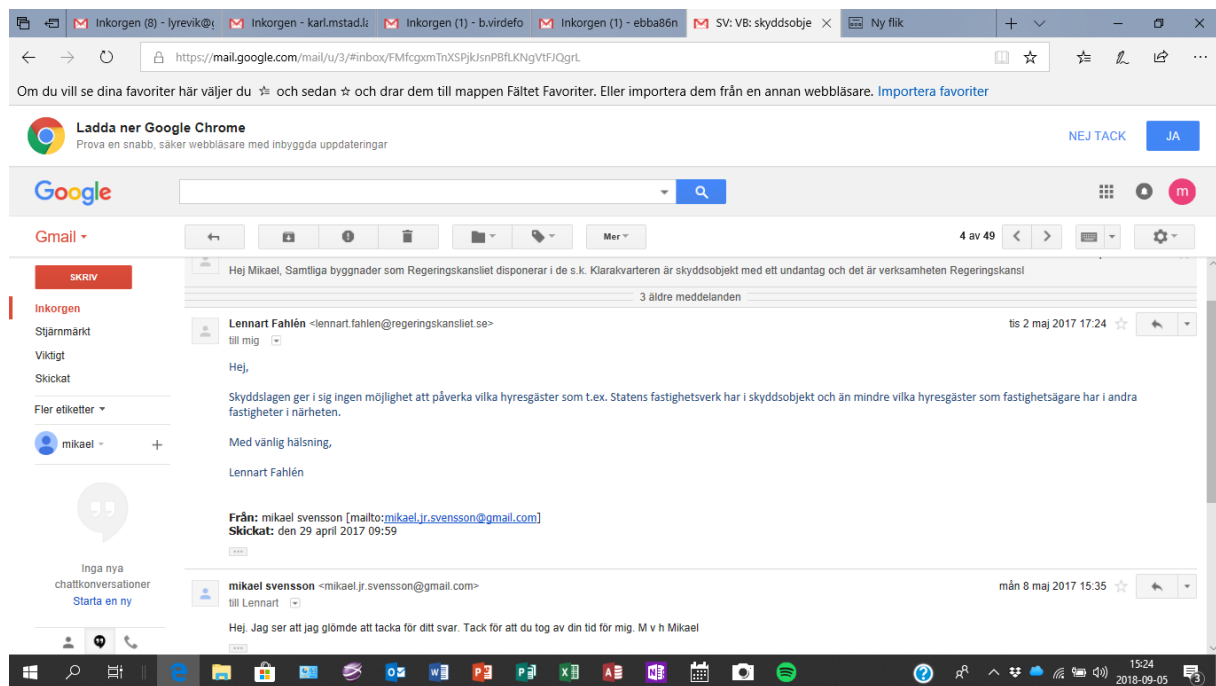 Inkorgen (8) - lyrevik@g
Inkorgen - karl.mstad.la
Inkorgen (1) - b.virdefo
Inkorgen (1) - ebba86n
SV: VB: skyddsobje
Ny flik
https://mail.google.com/mail/u/3/#inbox/FMfcgxmTnXSPjkJsnPBfLKNgVtFJQgrL
Om du vill se dina favoriter här väljer du och sedan och drar dem till mappen Fältet Favoriter. Eller importera dem från en annan webbläsare. Importera favoriter
Ladda ner Google Chrome
Prova en snabb, säker webbläsare med inbyggda uppdateringar
NEJ TACK
JA
Google
m
Gmail
Mer
4 av 49
SKRIV
Inkorgen
Stjärnmärkt
Viktigt
Skickat
Fler etiketter
mikael
Inga nya
chattkonversationer
Starta en ny
Hej Mikael, Samtliga byggnader som Regeringskansliet disponerar i de s.k. Klarakvarteren är skyddsobjekt med ett undantag och det är verksamheten Regeringskansl
3 äldre meddelanden
Lennart Fahlén <lennart.fahlen@regeringskansliet.se>
tis 2 maj 2017 17:24
till mig
Hej,
Skyddslagen ger i sig ingen möjlighet att påverka vilka hyresgäster som t.ex. Statens fastighetsverk har i skyddsobjekt och än mindre vilka hyresgäster som fastighetsägare har i andra
fastigheter i närheten.
Med vänlig hälsning,
Lennart Fahlén
Från: mikael svensson [mailto:mikael.jr.svensson@gmail.com]
Skickat: den 29 april 2017 09:59
mikael svensson <mikael.jr.svensson@gmail.com>
mån 8 maj 2017 15:35
till Lennart
Hej. Jag ser att jag glömde att tacka för ditt svar. Tack för att du tog av din tid för mig. M v h Mikael
15:24
2018-09-05
3